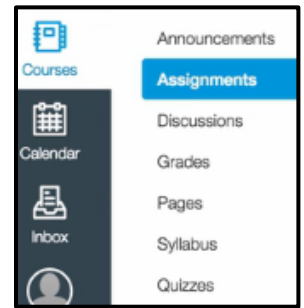 Courses
Calendar
Inbox
Announcements
Assignments
Discussions
Grades
Pages
Syllabus
Quizzes